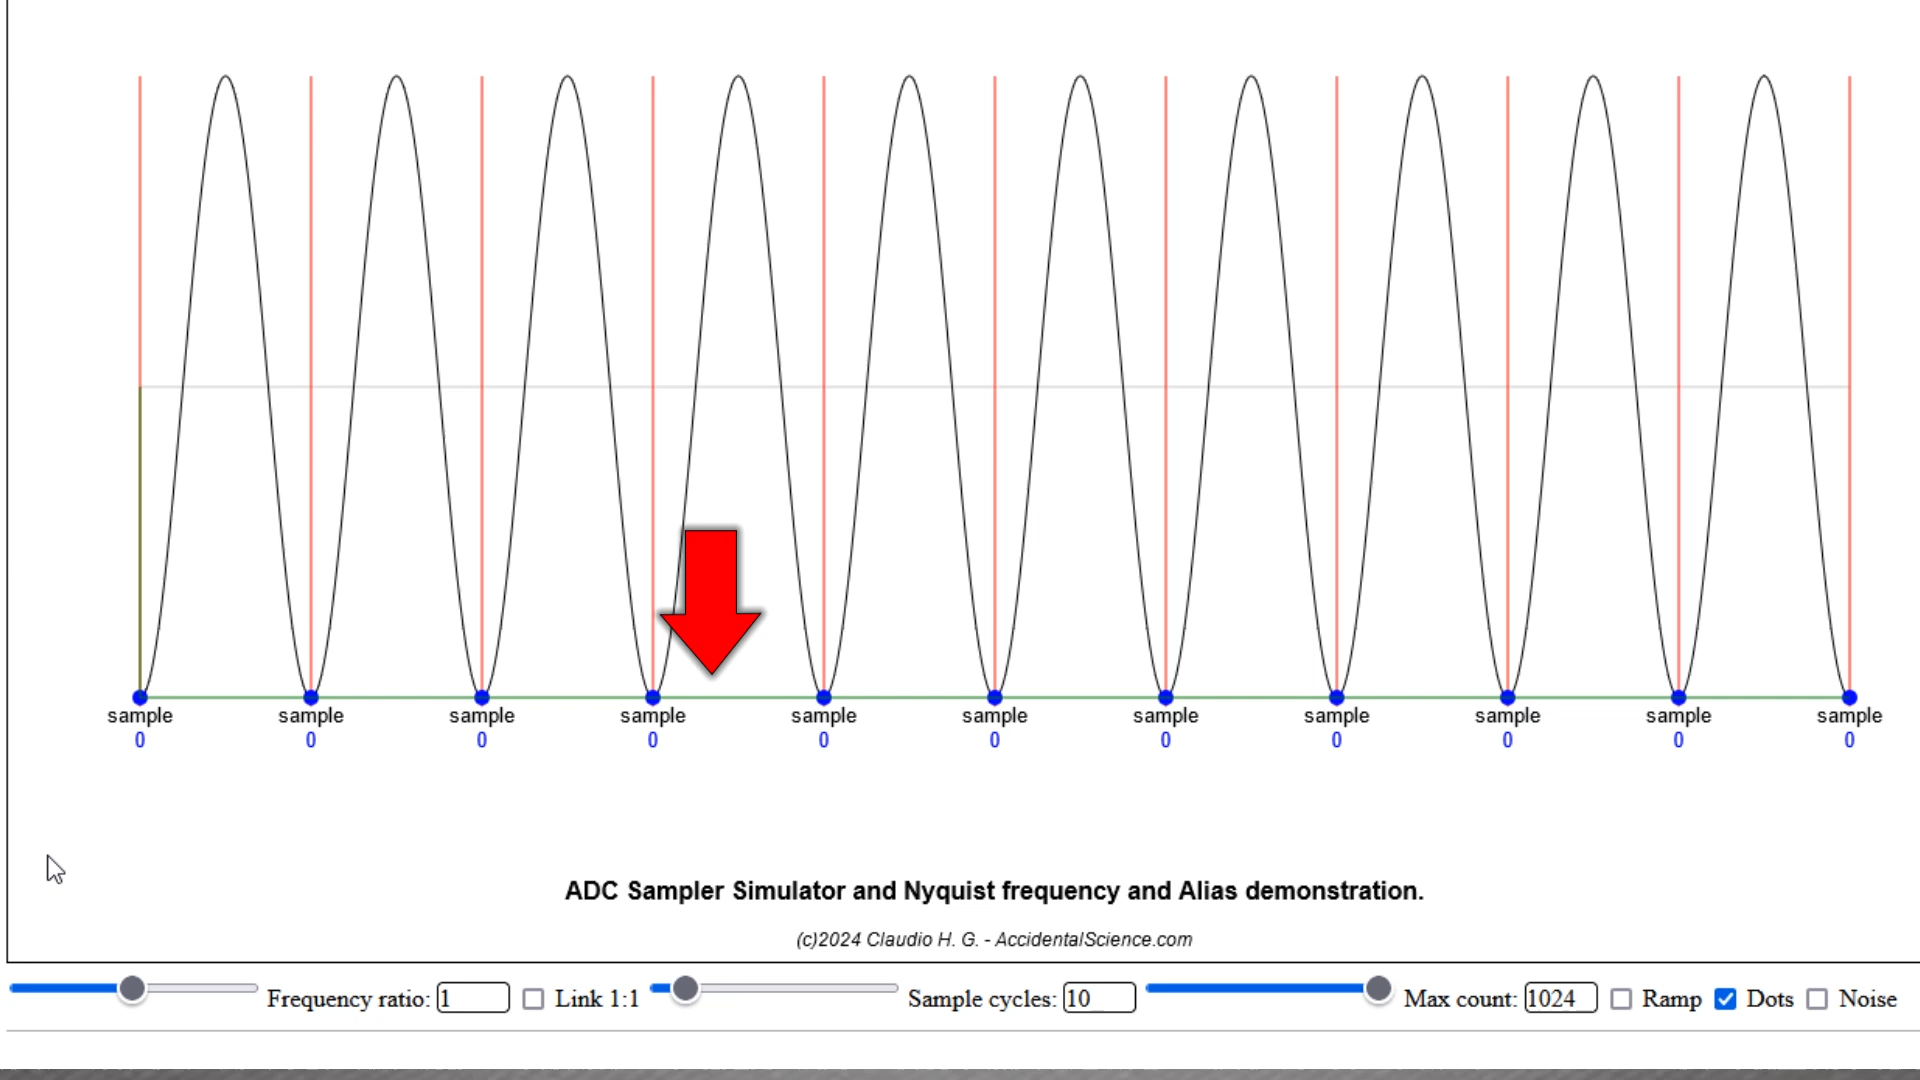 sample sample sample sample sample sample sample sample sample sample sample
0 0 0 0 0 0 0 0 0 0 0
ADC Sampler Simulator and Nyquist frequency and Alias demonstration.
(c)2024 Claudio H. G. - AccidentalScience.com
Frequency ratio: 1 Link 1:1 Sample cycles: 10 Max count: 1024 Ramp Dots Noise